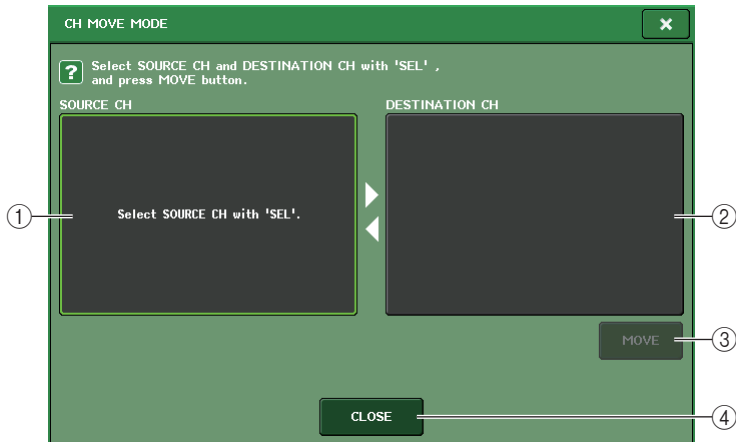 CH MOVE MODE
×
? Select SOURCE CH and DESTINATION CH with 'SEL' ,
and press MOVE button.
SOURCE CH
DESTINATION CH
① Select SOURCE CH with 'SEL'.
②
MOVE ③
CLOSE ④